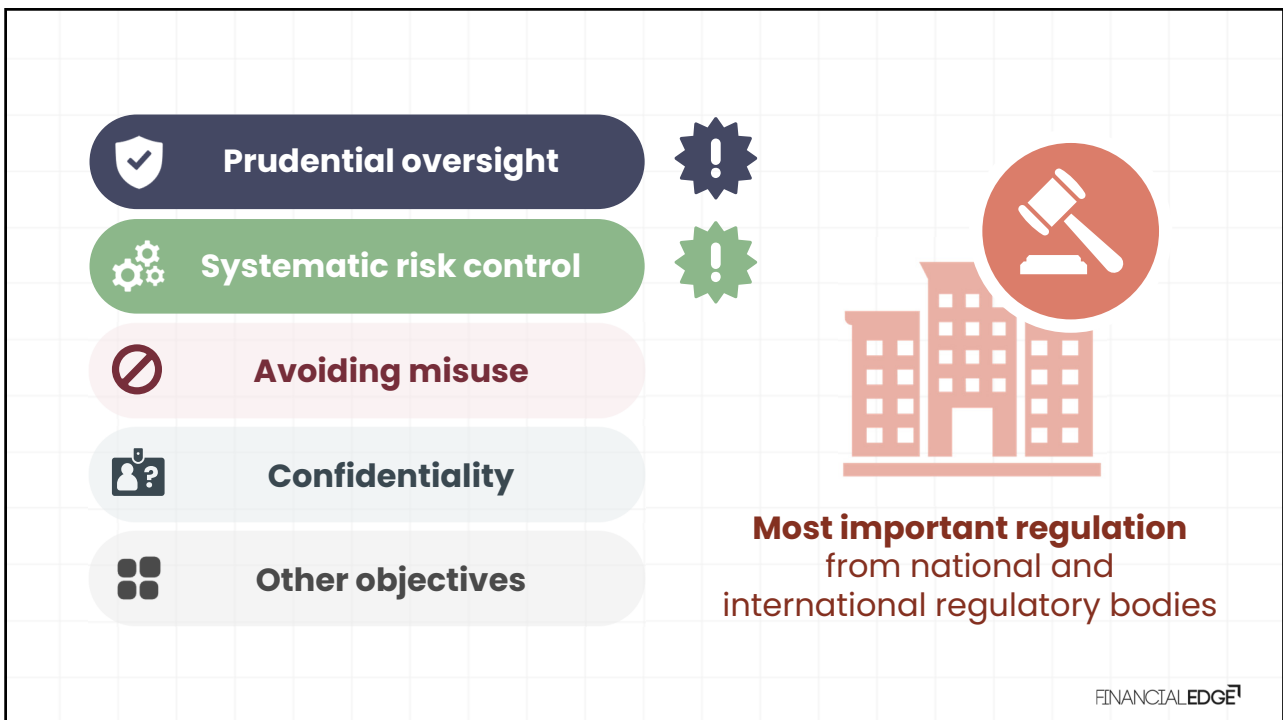 Prudential oversight
Systematic risk control
Avoiding misuse
Confidentiality
Other objectives
Most important regulation
from national and
international regulatory bodies
FINANCIALEDGE